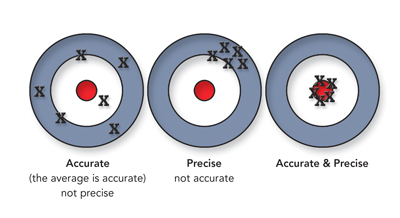 X X X X X X
X X X X X X
X X X X X X
Accurate
(the average is accurate)
not precise
Precise
not accurate
Accurate & Precise